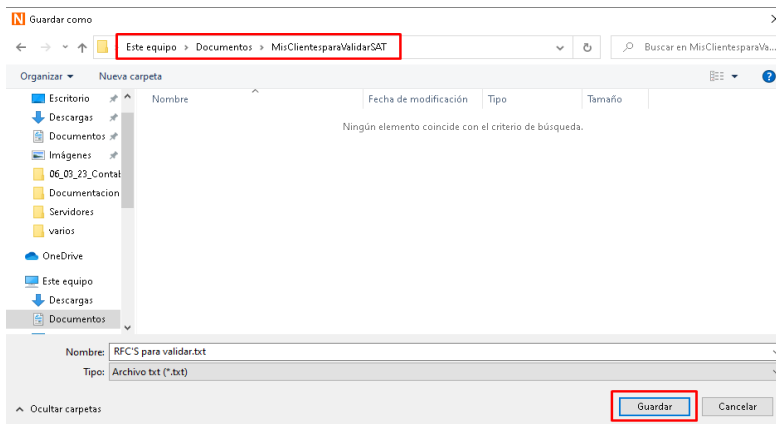 N Guardar como
Este equipo › Documentos › MisClientesparaValidarSAT
Buscar en MisClientesparaVa...
Organizar Nueva carpeta
Nombre Fecha de modificación Tipo Tamaño
Ningún elemento coincide con el criterio de búsqueda.
Escritorio
Descargas
Documentos
Imágenes
06_03_23_Contab
Documentacion
Servidores
varios
OneDrive
Este equipo
Descargas
Documentos
Nombre: RFC'S para validar.txt
Tipo: Archivo txt (*.txt)
Ocultar carpetas
Guardar Cancelar